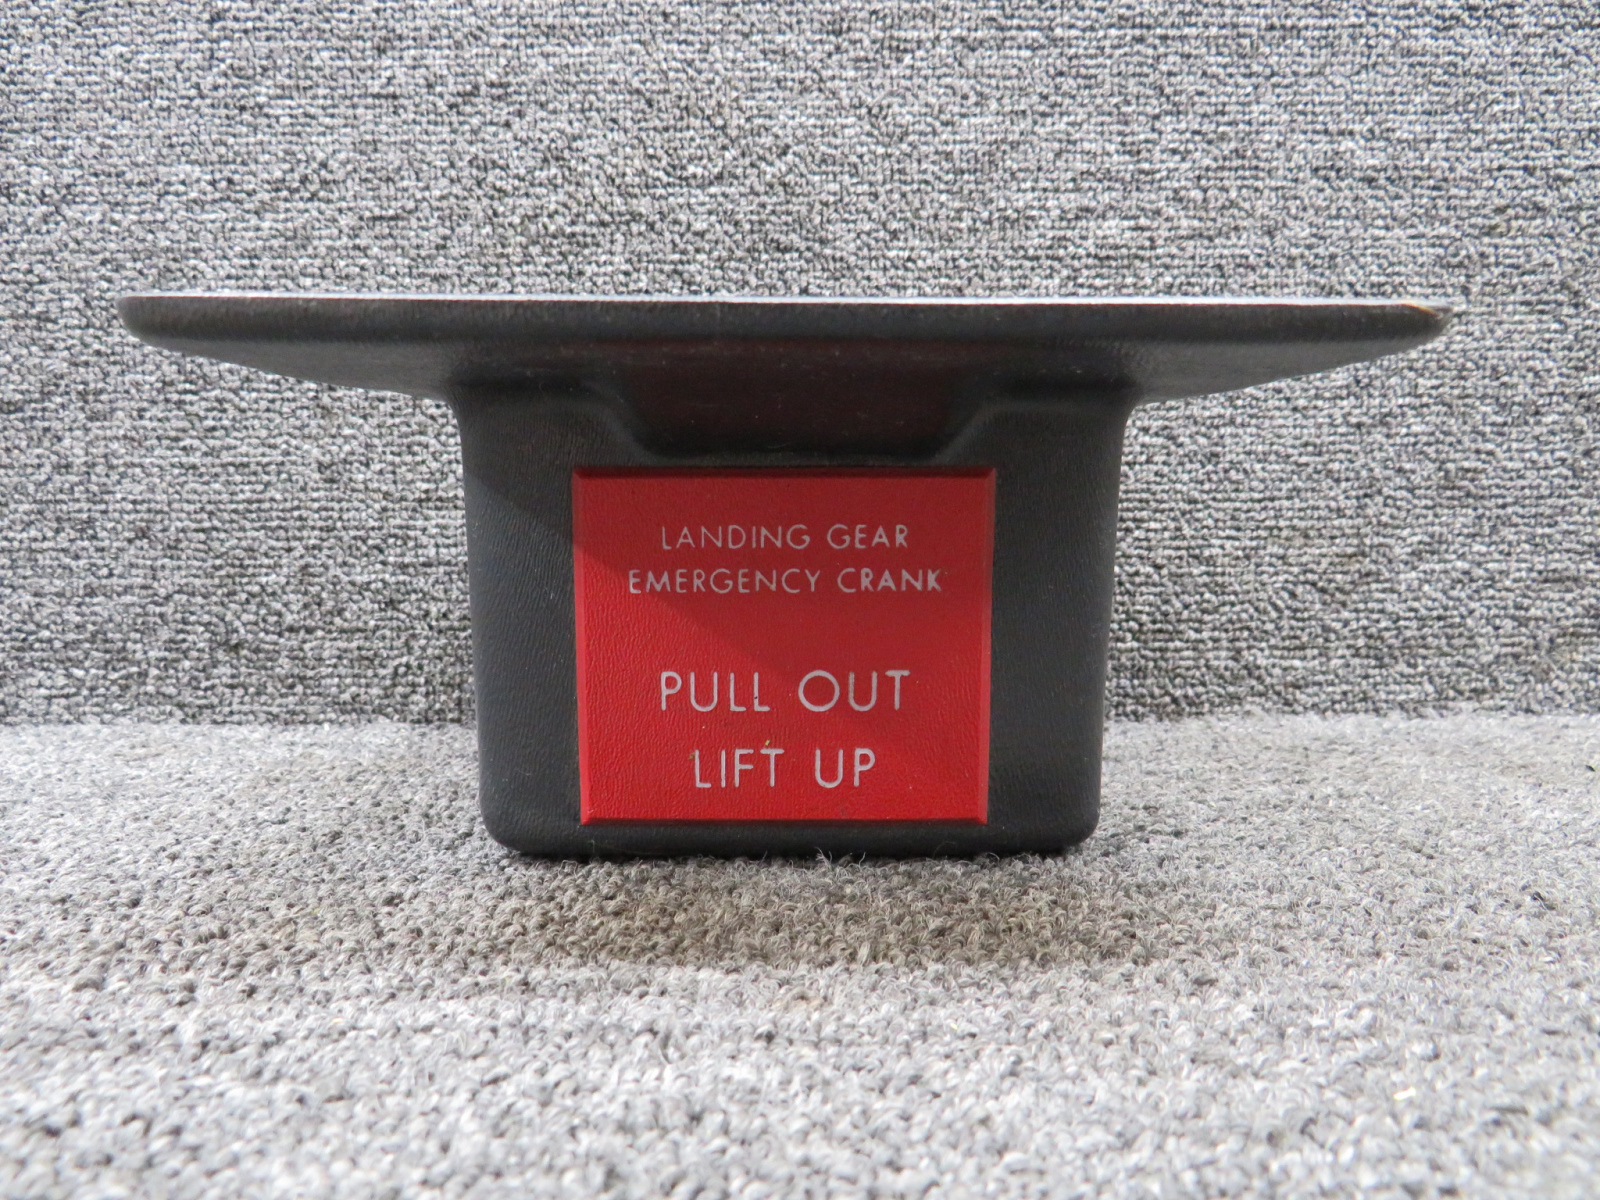 LANDING GEAR
EMERGENCY CRANK
PULL OUT
LIFT UP